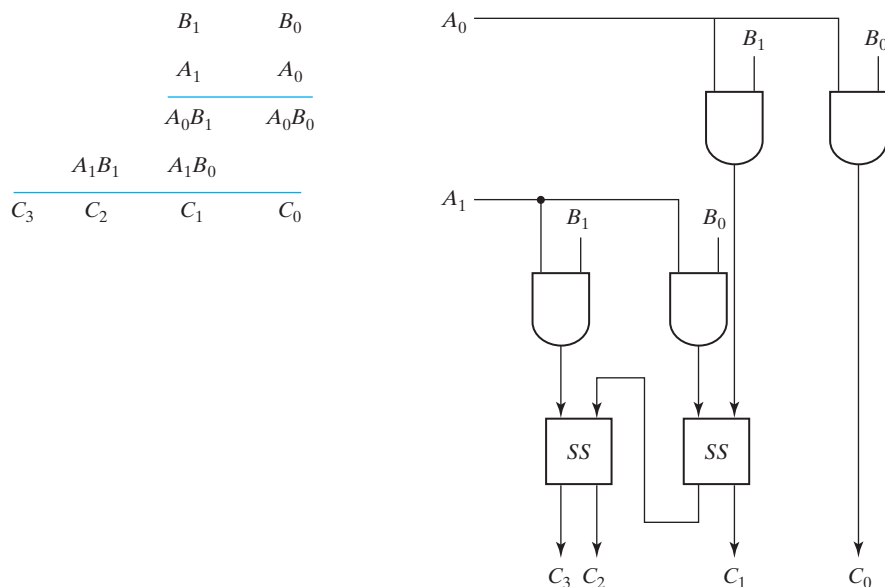 B₁ B₀
A₁ A₀
A₀B₁ A₀B₀
A₁B₁ A₁B₀
C₃ C₂ C₁ C₀
A₀
B₁ B₀
A₁
B₁ B₀
SS SS
C₃ C₂ C₁ C₀